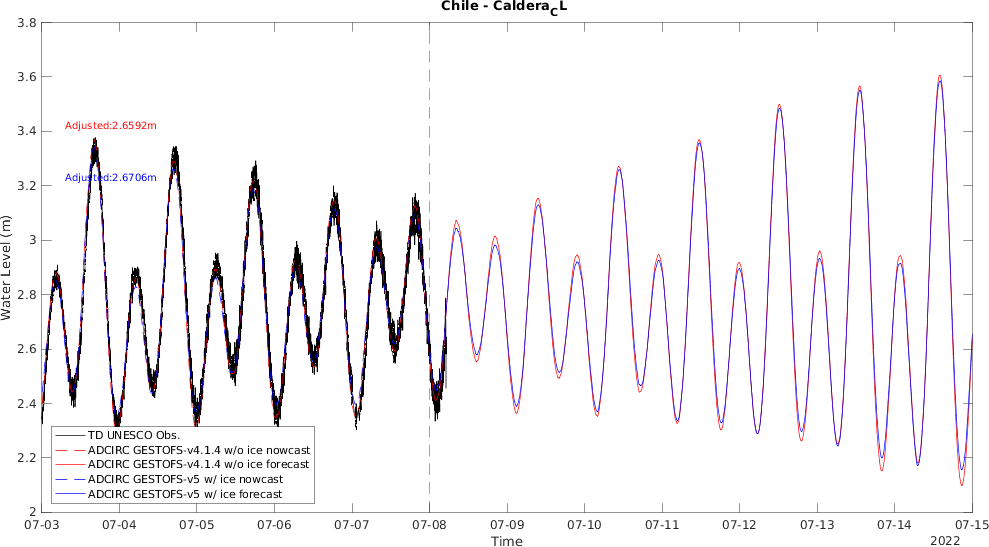 Chile - Caldera_CL
3.8
3.6
3.4
3.2
3
2.8
2.6
2.4
2.2
2
Water Level (m)
Adjusted:2.6592m
Adjusted:2.6706m
TD UNESCO Obs.
ADCIRC GESTOFS-v4.1.4 w/o ice nowcast
ADCIRC GESTOFS-v4.1.4 w/o ice forecast
ADCIRC GESTOFS-v5 w/ ice nowcast
ADCIRC GESTOFS-v5 w/ ice forecast
07-03 07-04 07-05 07-06 07-07 07-08 07-09 07-10 07-11 07-12 07-13 07-14 07-15
Time
2022